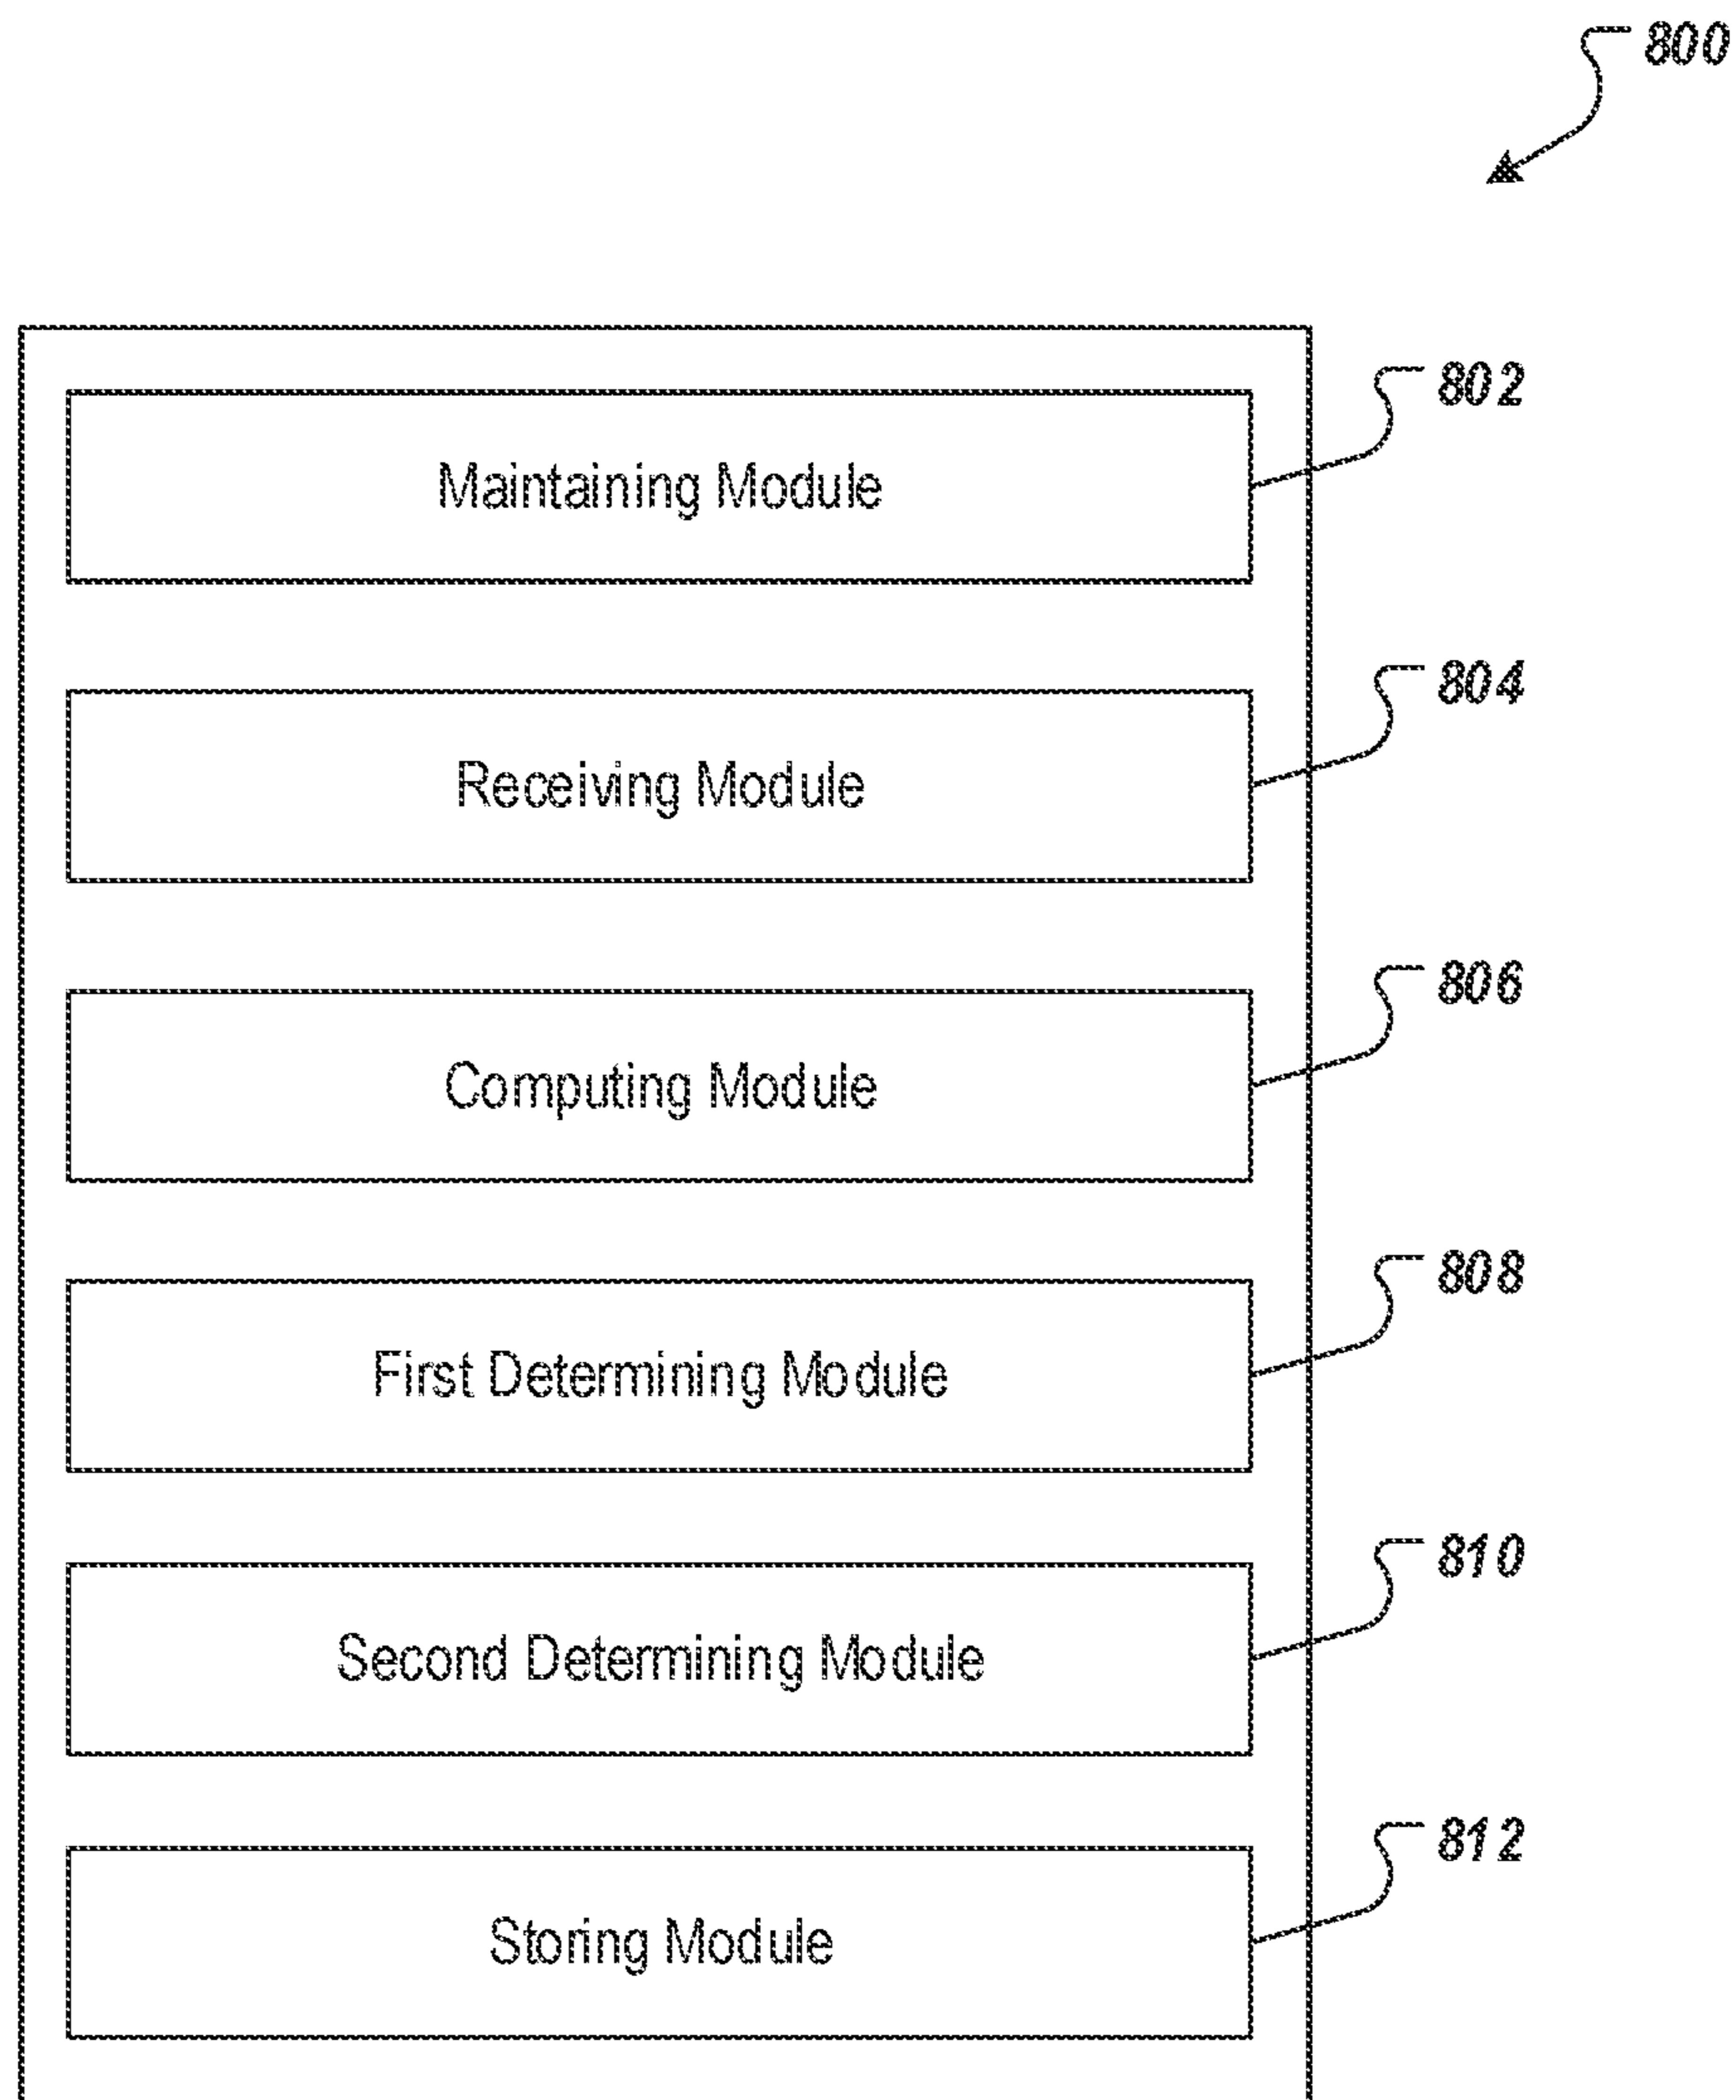 800
Maintaining Module
802
Receiving Module
804
Computing Module
806
First Determining Module
808
Second Determining Module
810
Storing Module
812